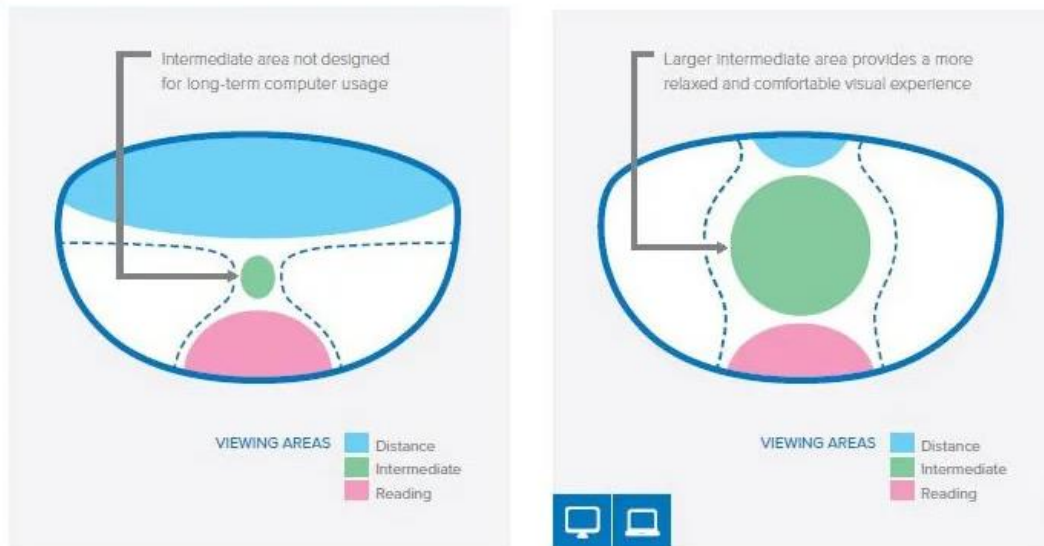 Intermediate area not designed
for long-term computer usage
VIEWING AREAS
Distance
Intermediate
Reading
Larger intermediate area provides a more
relaxed and comfortable visual experience
VIEWING AREAS
Distance
Intermediate
Reading